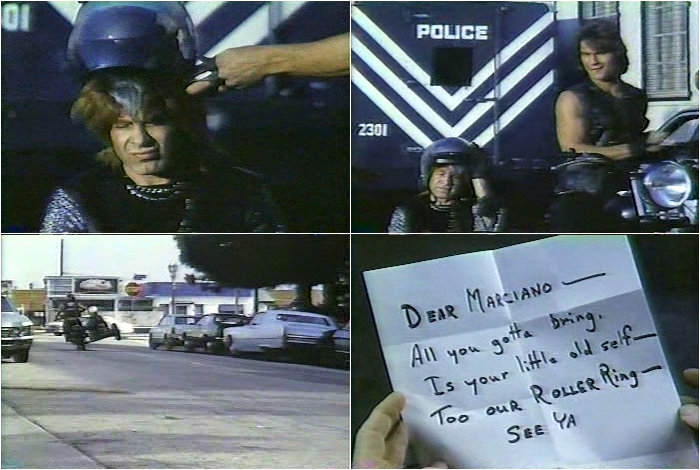 01
POLICE
2301
DEAR MARCIANO —
All you gotta bring,
Is your little old self—
Too our ROLLER Ring—
SEE YA